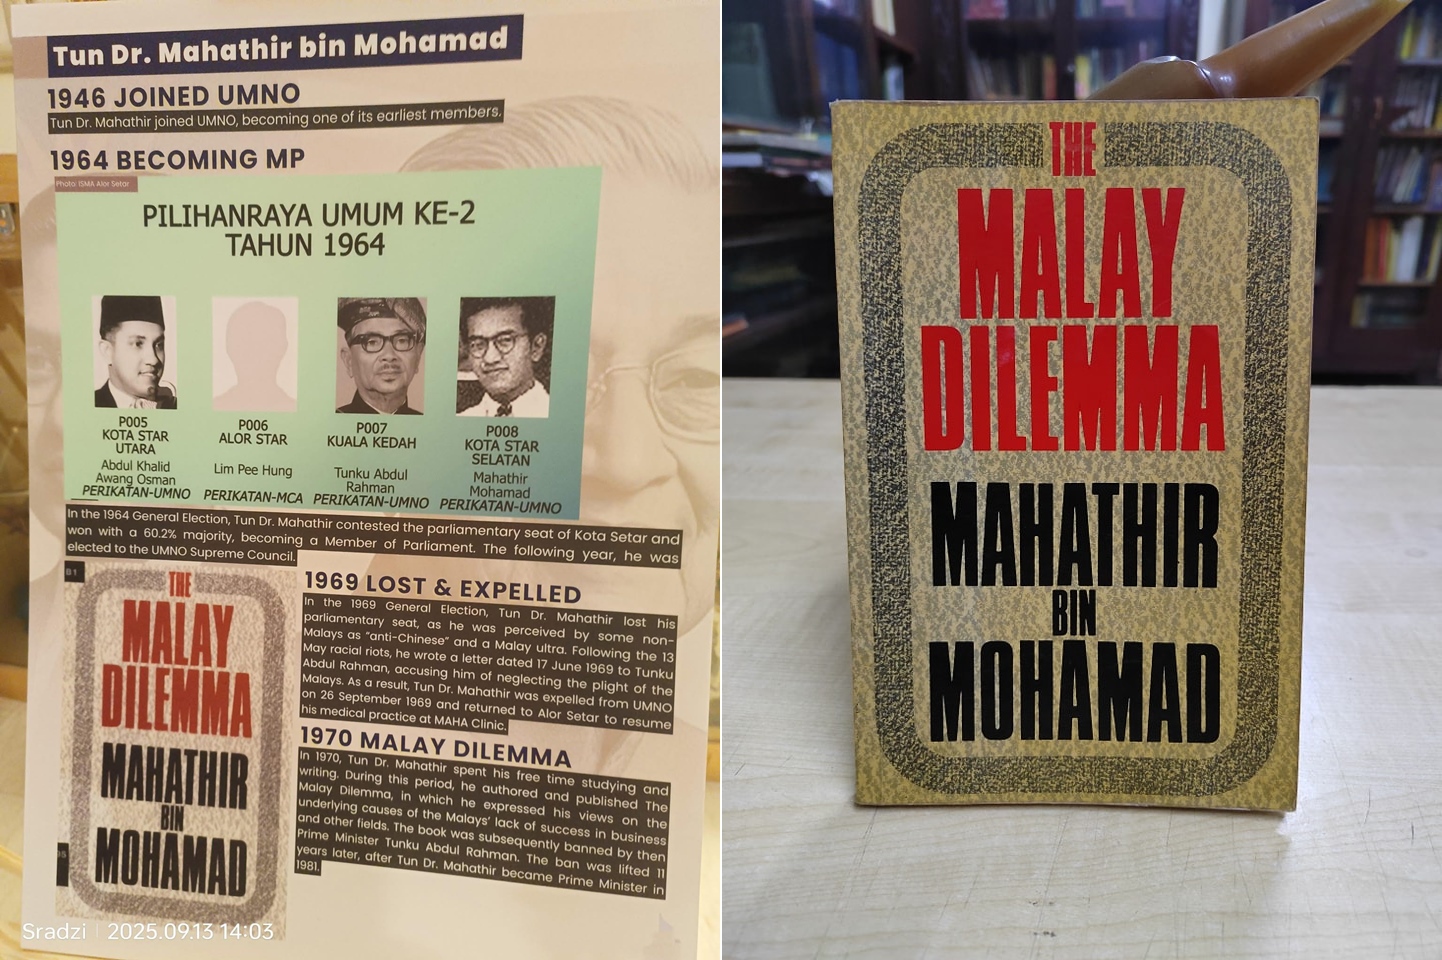 Tun Dr. Mahathir bin Mohamad
1946 JOINED UMNO
Tun Dr. Mahathir joined UMNO, becoming one of its earliest members.
1964 BECOMING MP
Photo: ISMA Alor Setar
PILIHANRAYA UMUM KE-2
TAHUN 1964
P005
KOTA STAR
UTARA
Abdul Khalid
Awang Osman
PERIKATAN-UMNO
P006
ALOR STAR
Lim Pee Hung
PERIKATAN-MCA
P007
KUALA KEDAH
Tunku Abdul
Rahman
PERIKATAN-UMNO
P008
KOTA STAR
SELATAN
Mahathir
Mohamad
PERIKATAN-UMNO
In the 1964 General Election, Tun Dr. Mahathir contested the parliamentary seat of Kota Setar and
won with a 60.2% majority, becoming a Member of Parliament. The following year, he was
elected to the UMNO Supreme Council.
THE
MALAY
DILEMMA
MAHATHIR
BIN
MOHAMAD
1969 LOST & EXPELLED
In the 1969 General Election, Tun Dr. Mahathir lost his
parliamentary seat, as he was perceived by some non-
Malays as “anti-Chinese” and a Malay ultra. Following the 13
May racial riots, he wrote a letter dated 17 June 1969 to Tunku
Abdul Rahman, accusing him of neglecting the plight of the
Malays. As a result, Tun Dr. Mahathir was expelled from UMNO
on 26 September 1969 and returned to Alor Setar to resume
his medical practice at MAHA Clinic.
1970 MALAY DILEMMA
In 1970, Tun Dr. Mahathir spent his free time studying and
writing. During this period, he authored and published The
Malay Dilemma, in which he expressed his views on the
underlying causes of the Malays’ lack of success in business
and other fields. The book was subsequently banned by then
Prime Minister Tunku Abdul Rahman. The ban was lifted 11
years later, after Tun Dr. Mahathir became Prime Minister in
1981.
Sradzi | 2025.09.13 14:03
THE
MALAY
DILEMMA
MAHATHIR
BIN
MOHAMAD